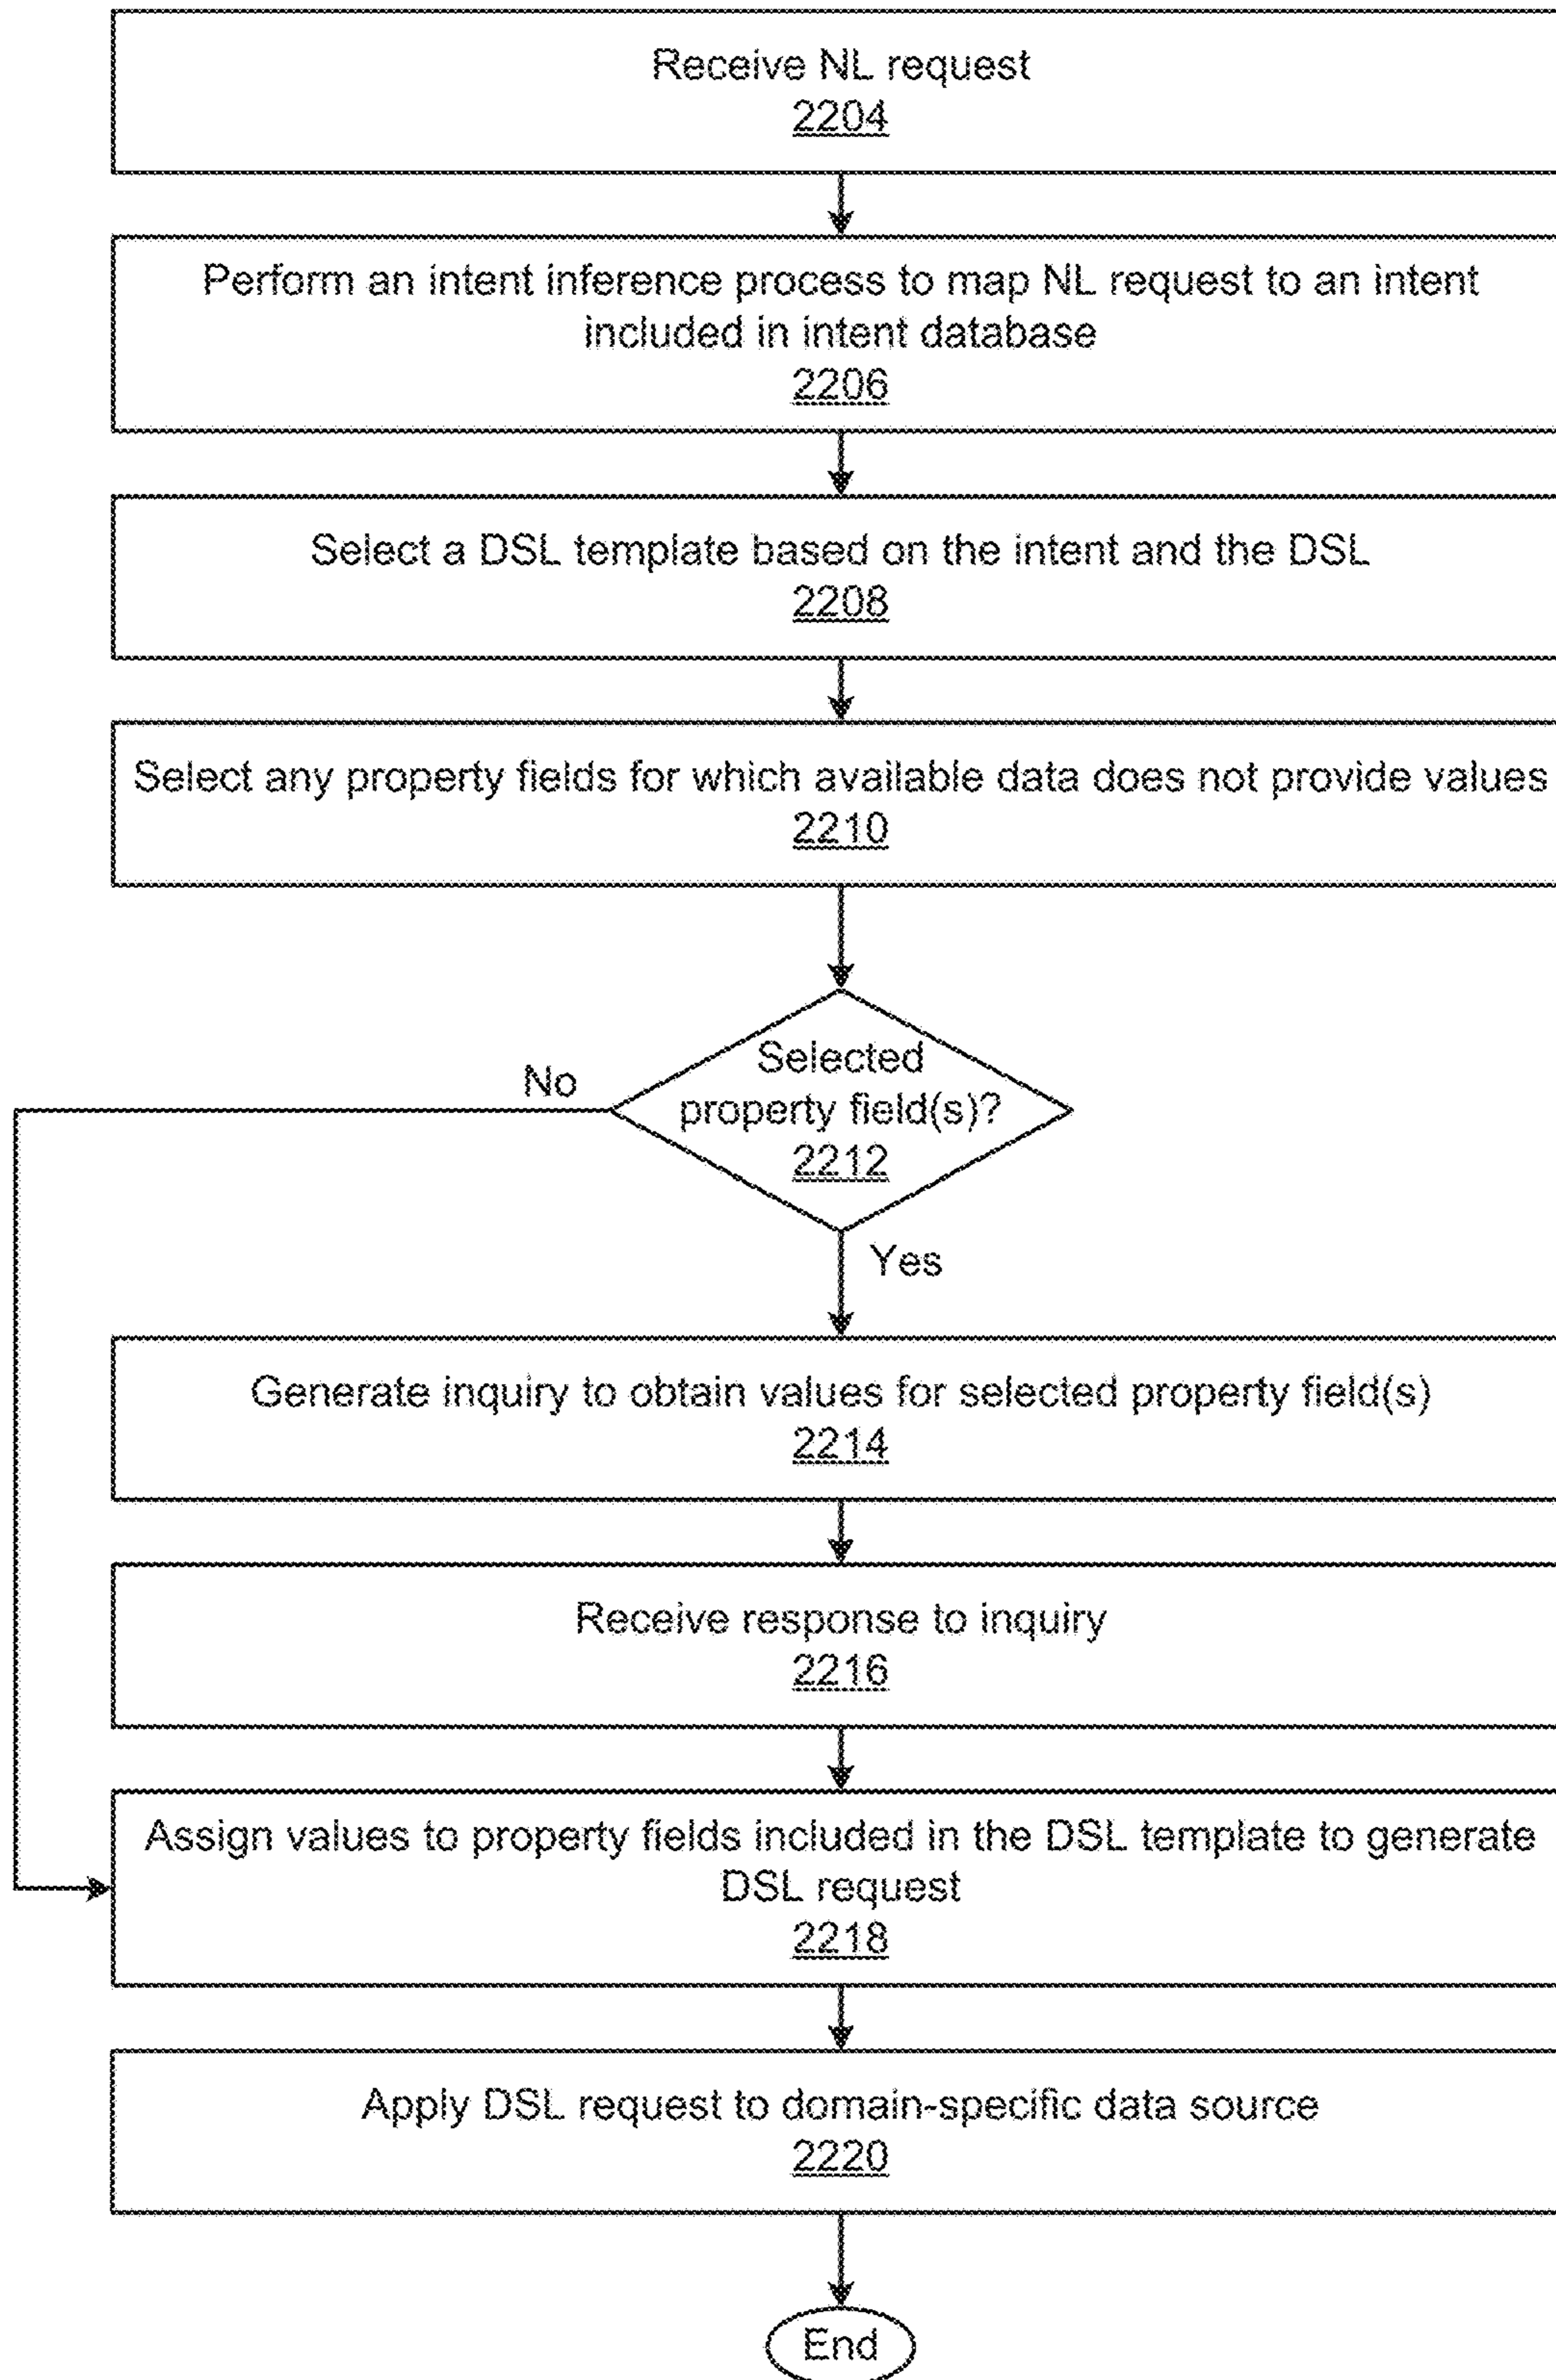 Receive NL request
2204
Perform an intent inference process to map NL request to an intent
included in intent database
2206
Select a DSL template based on the intent and the DSL
2208
Select any property fields for which available data does not provide values
2210
Selected
property field(s)?
2212
No
Yes
Generate inquiry to obtain values for selected property field(s)
2214
Receive response to inquiry
2216
Assign values to property fields included in the DSL template to generate
DSL request
2218
Apply DSL request to domain-specific data source
2220
End